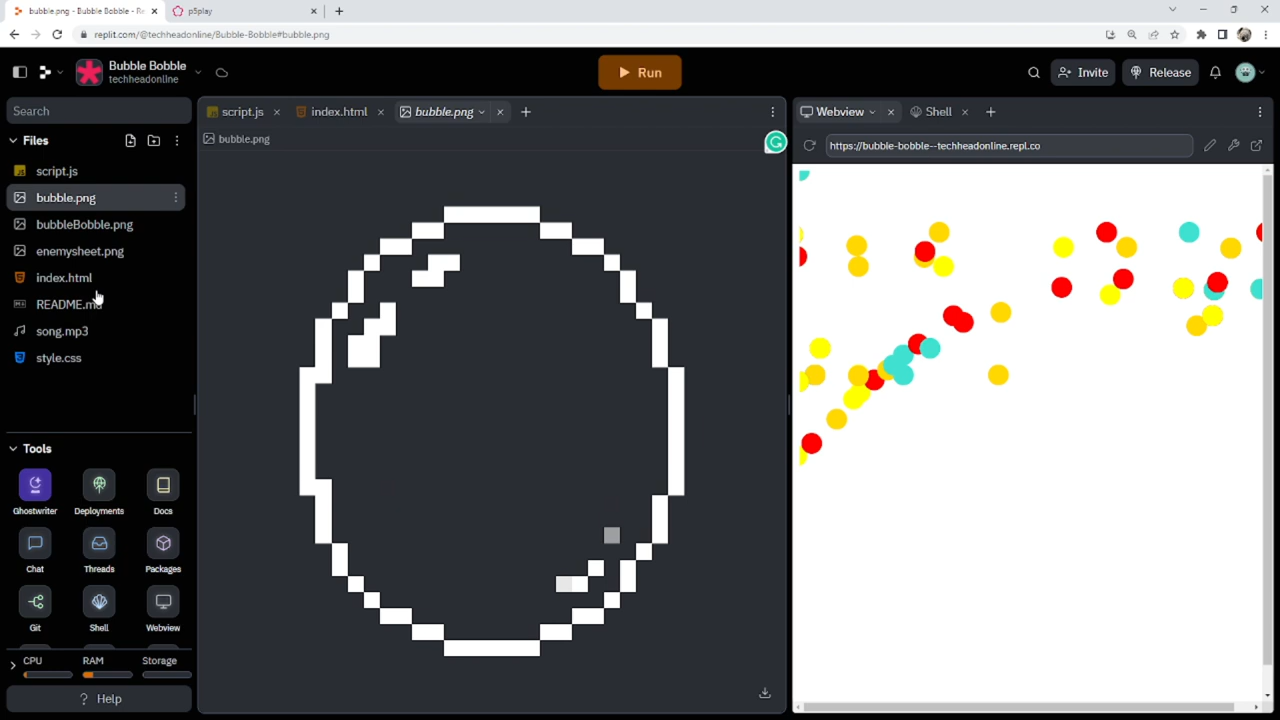 bubble.png - Bubble Bobble - Re
p5play
replit.com/@techheadonline/Bubble-Bobble#bubble.png
Bubble Bobble
techheadonline
Run
Invite
Release
Search
script.js
index.html
bubble.png
Webview
Shell
Files
bubble.png
https://bubble-bobble--techheadonline.repl.co
script.js
bubble.png
bubbleBobble.png
enemysheet.png
index.html
README.md
song.mp3
style.css
Tools
Ghostwriter
Deployments
Docs
Chat
Threads
Packages
Git
Shell
Webview
CPU
RAM
Storage
? Help